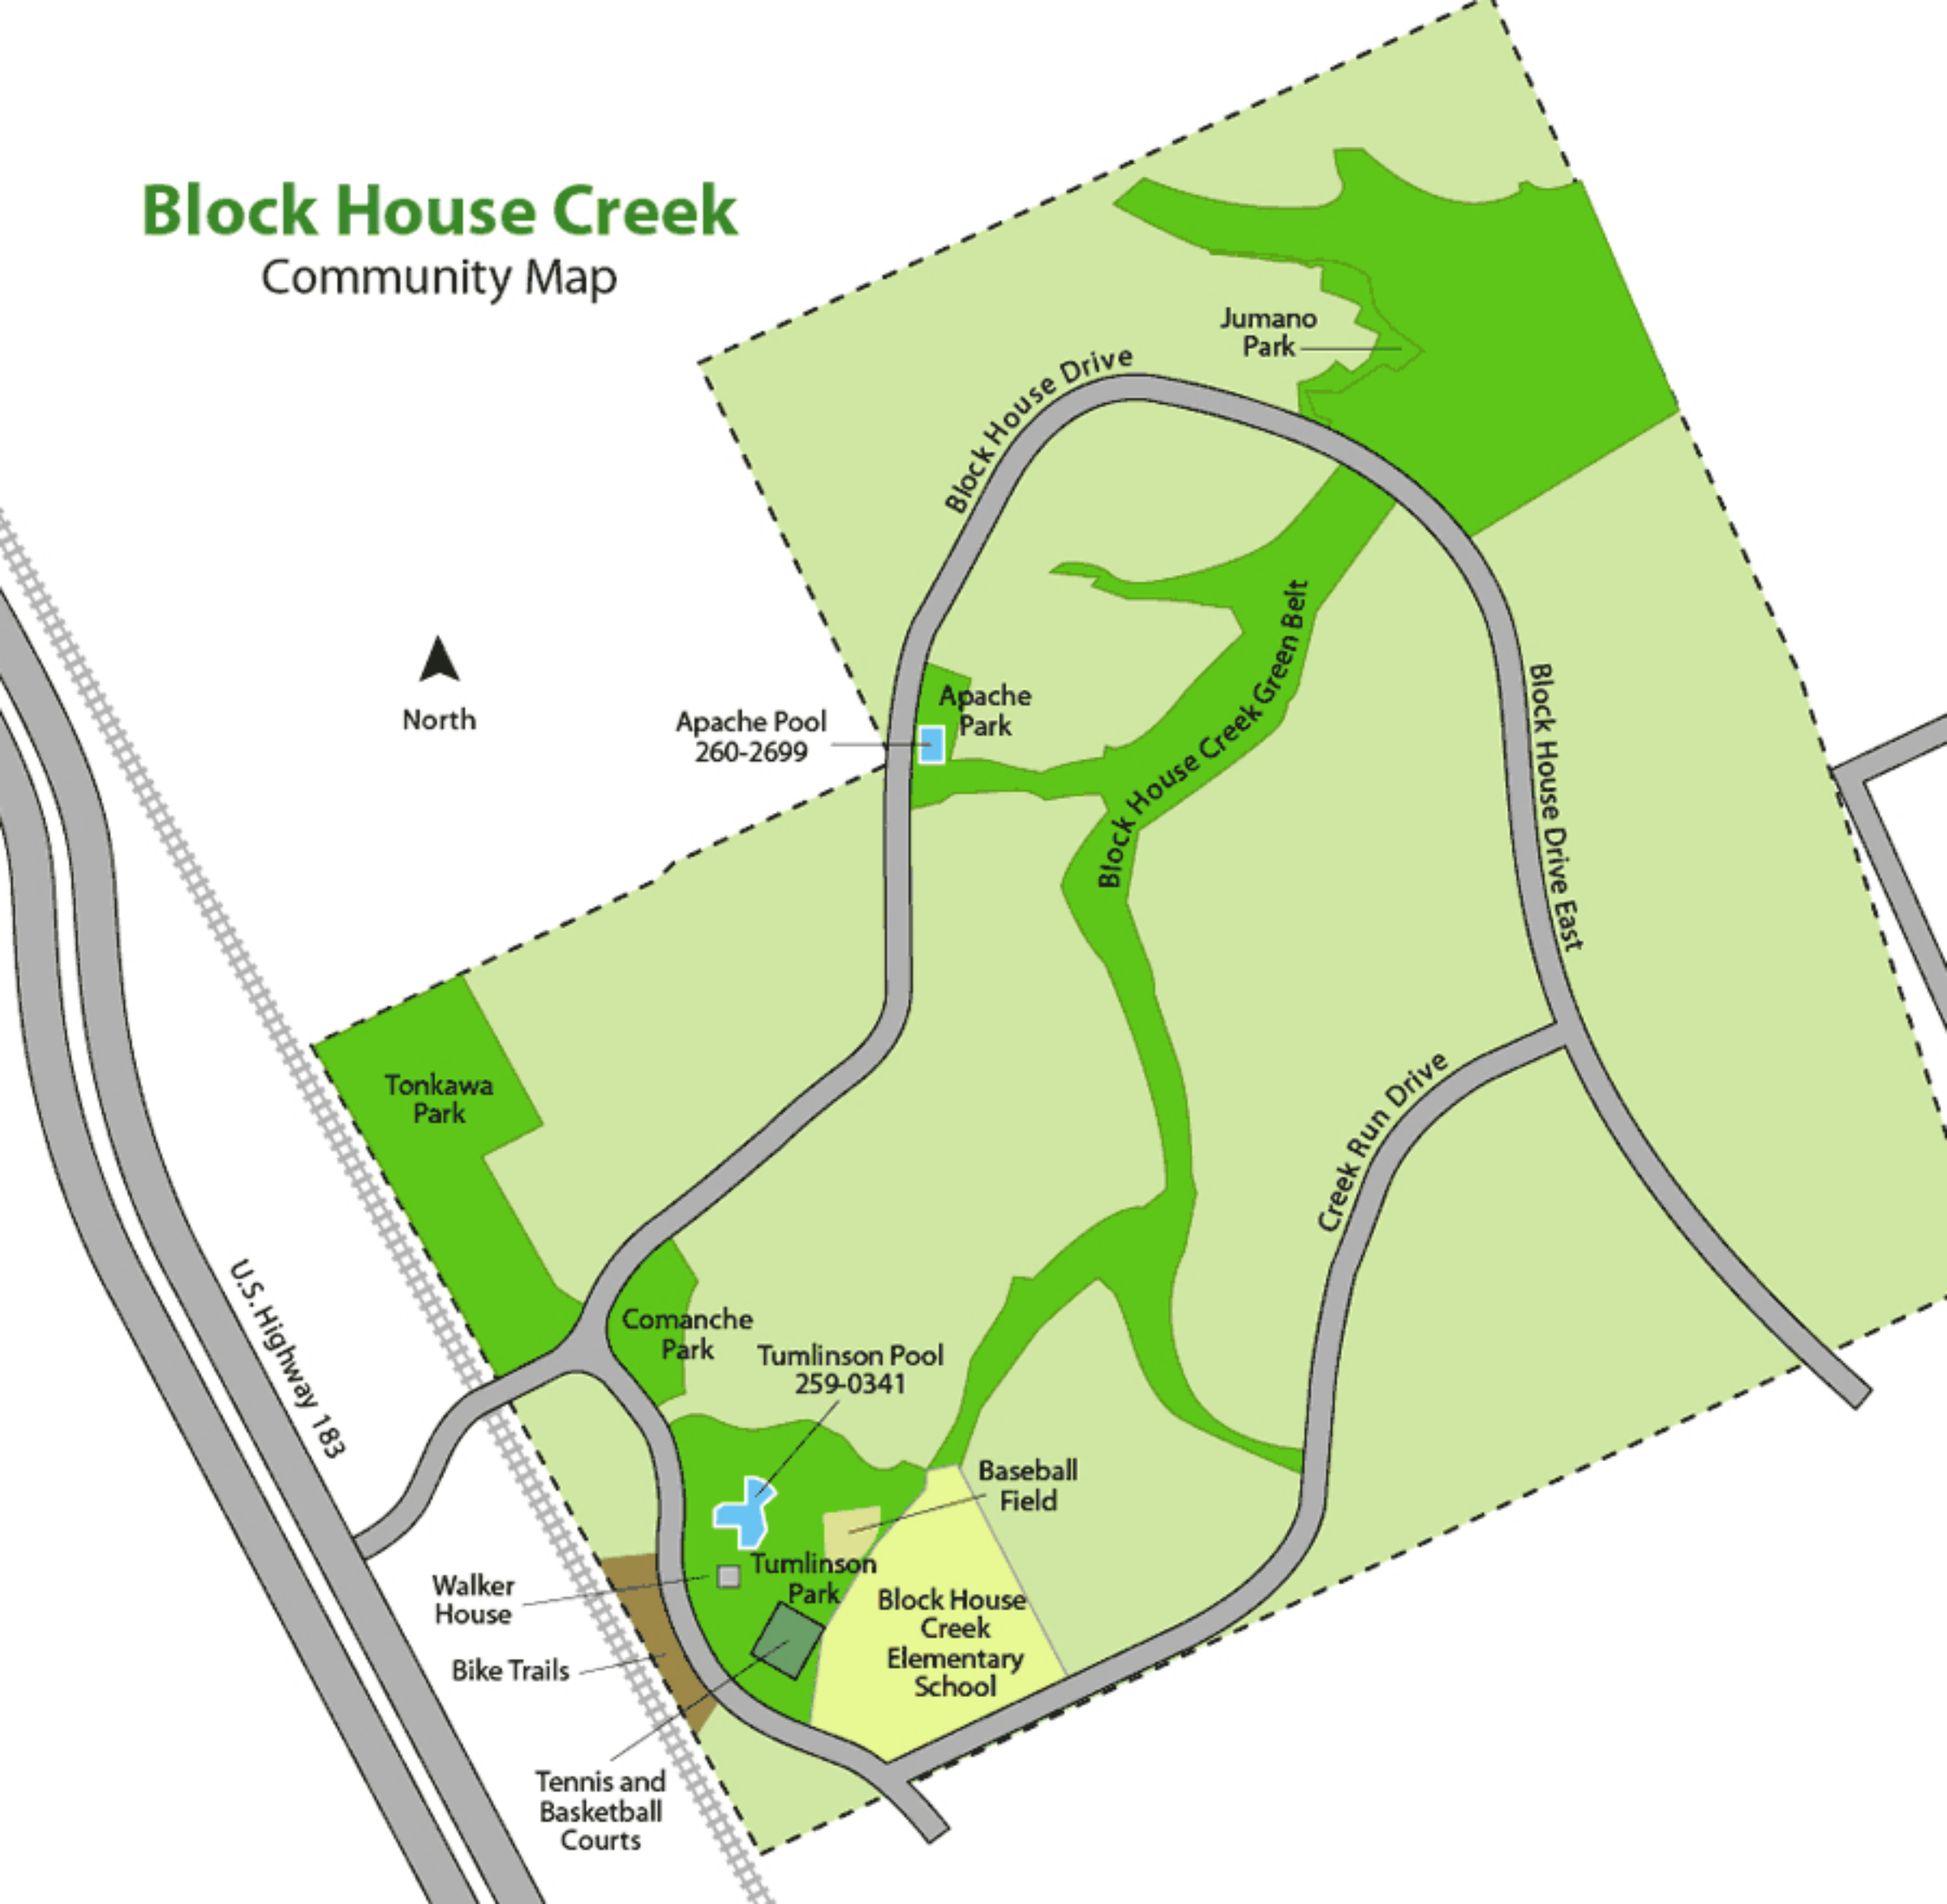 Block House Creek
Community Map
Jumano
Park
Block House Drive
Block House Creek Green Belt
North
Apache Pool
260-2699
Apache
Park
Block House Drive East
Tonkawa
Park
Creek Run Drive
U.S. Highway 183
Comanche
Park
Tumlinson Pool
259-0341
Baseball
Field
Walker
House
Tumlinson
Park
Block House
Creek
Elementary
School
Bike Trails
Tennis and
Basketball
Courts